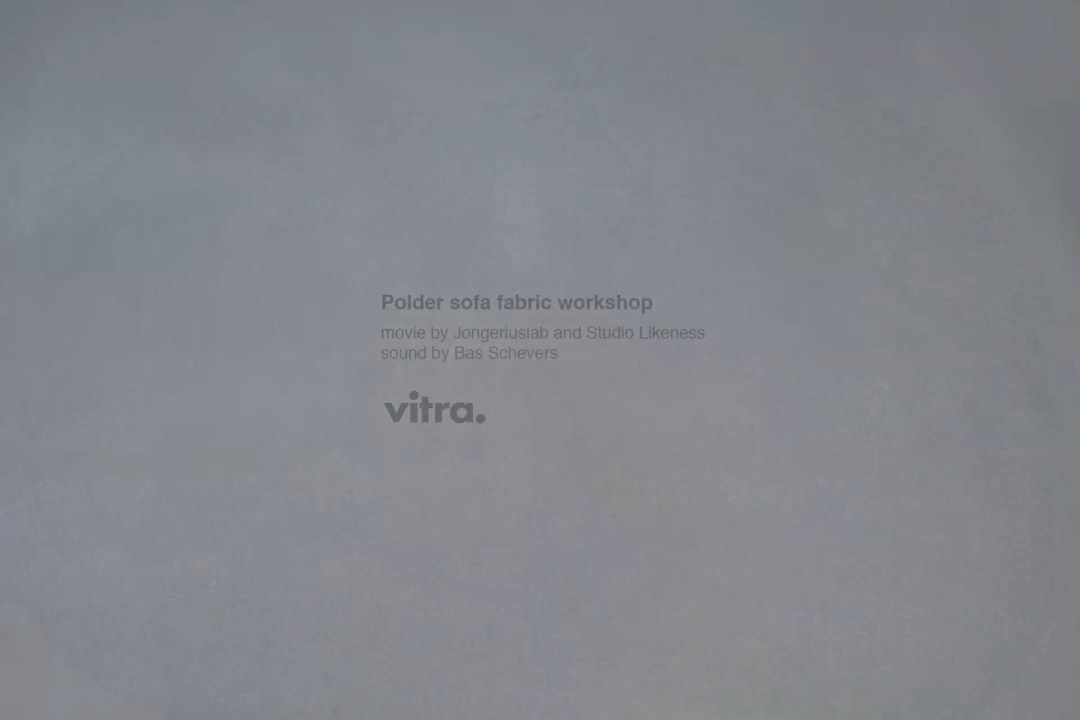 Polder sofa fabric workshop
movie by Jongeriuslab and Studio Likeness
sound by Bas Schevers
vitra.